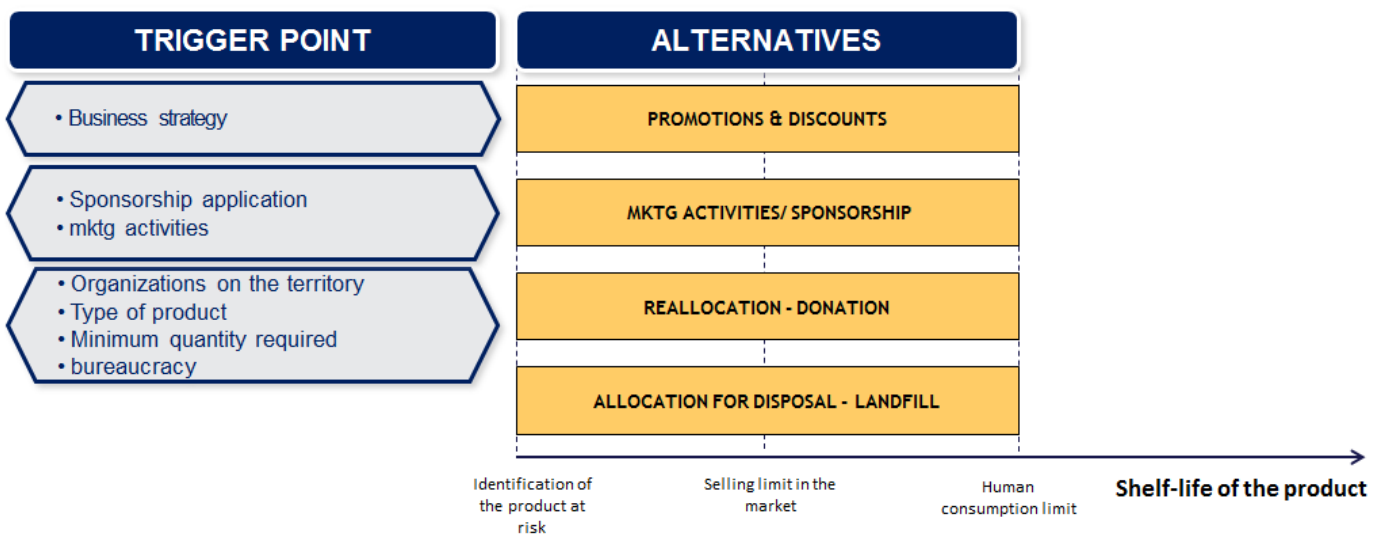 TRIGGER POINT
ALTERNATIVES
• Business strategy
PROMOTIONS & DISCOUNTS
• Sponsorship application
• mktg activities
MKTG ACTIVITIES/ SPONSORSHIP
• Organizations on the territory
• Type of product
• Minimum quantity required
• bureaucracy
REALLOCATION - DONATION
ALLOCATION FOR DISPOSAL - LANDFILL
Identification of
the product at
risk
Selling limit in the
market
Human
consumption limit
Shelf-life of the product